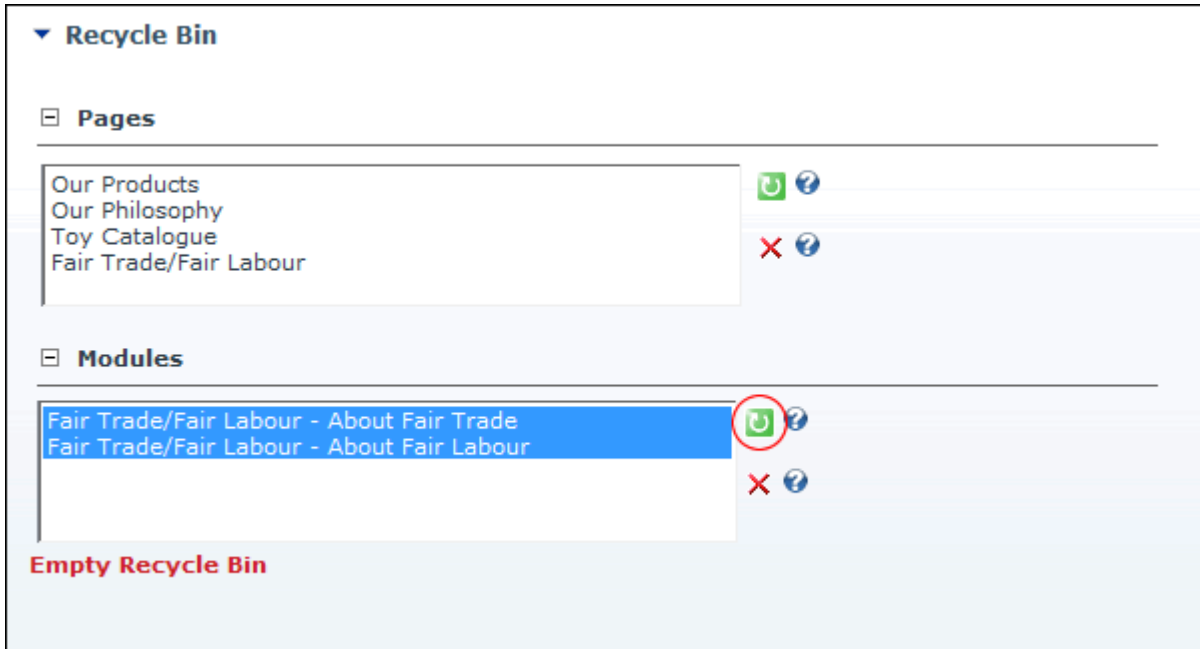 Recycle Bin
Pages
Our Products
Our Philosophy
Toy Catalogue
Fair Trade/Fair Labour
Modules
Fair Trade/Fair Labour - About Fair Trade
Fair Trade/Fair Labour - About Fair Labour
Empty Recycle Bin